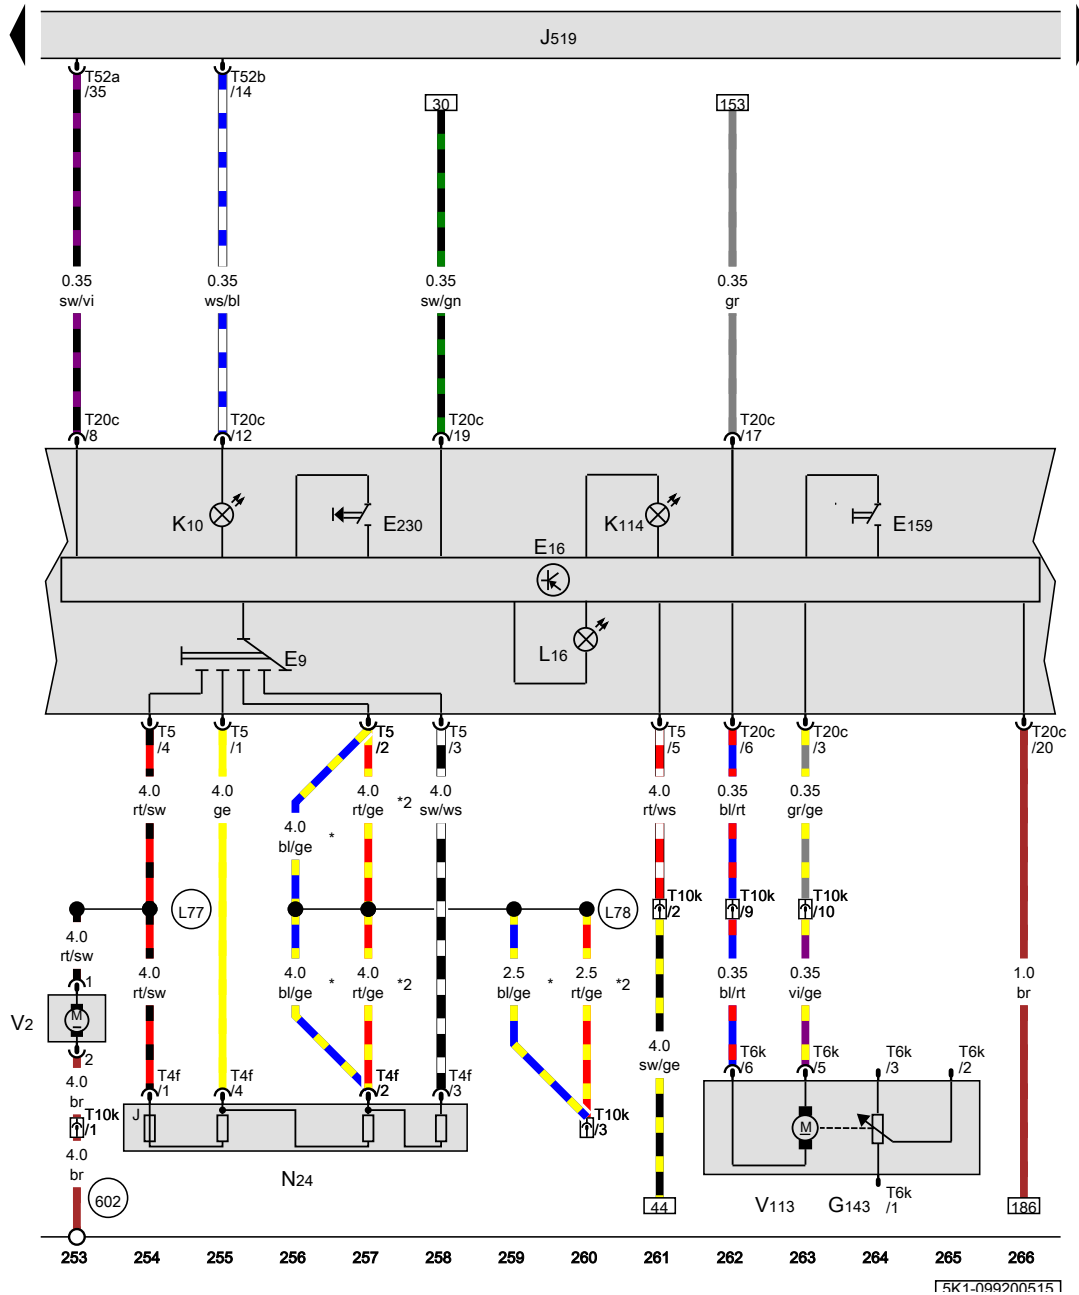 J519
T52a
/35
T52b
/14
30
153
0.35
sw/vi
0.35
ws/bl
0.35
sw/gn
0.35
gr
T20c
/8
T20c
/12
T20c
/19
T20c
/17
K10
E230
K114
E159
E16
E9
L16
T5
/4
T5
/1
T5
/2
T5
/3
T5
/5
T20c
/6
T20c
/3
T20c
/20
4.0
rt/sw
4.0
ge
4.0
bl/ge
*
4.0
rt/ge
*2
4.0
sw/ws
4.0
rt/ws
0.35
bl/rt
0.35
gr/ge
L77
L78
T10k
/2
T10k
/9
T10k
/10
4.0
rt/sw
4.0
rt/sw
4.0
bl/ge
*
4.0
rt/ge
*2
2.5
bl/ge
*
2.5
rt/ge
*2
0.35
bl/rt
0.35
vi/ge
1.0
br
1
V2
M
2
4.0
sw/ge
T6k
/6
T6k
/5
T6k
/3
T6k
/2
4.0
br
T4f
/1
T4f
/4
T4f
/2
T4f
/3
T10k
/1
J
T10k
/3
M
4.0
br
N24
602
44
V113
G143
T6k
/1
186
253 254 255 256 257 258 259 260 261 262 263 264 265 266
5K1-099200515